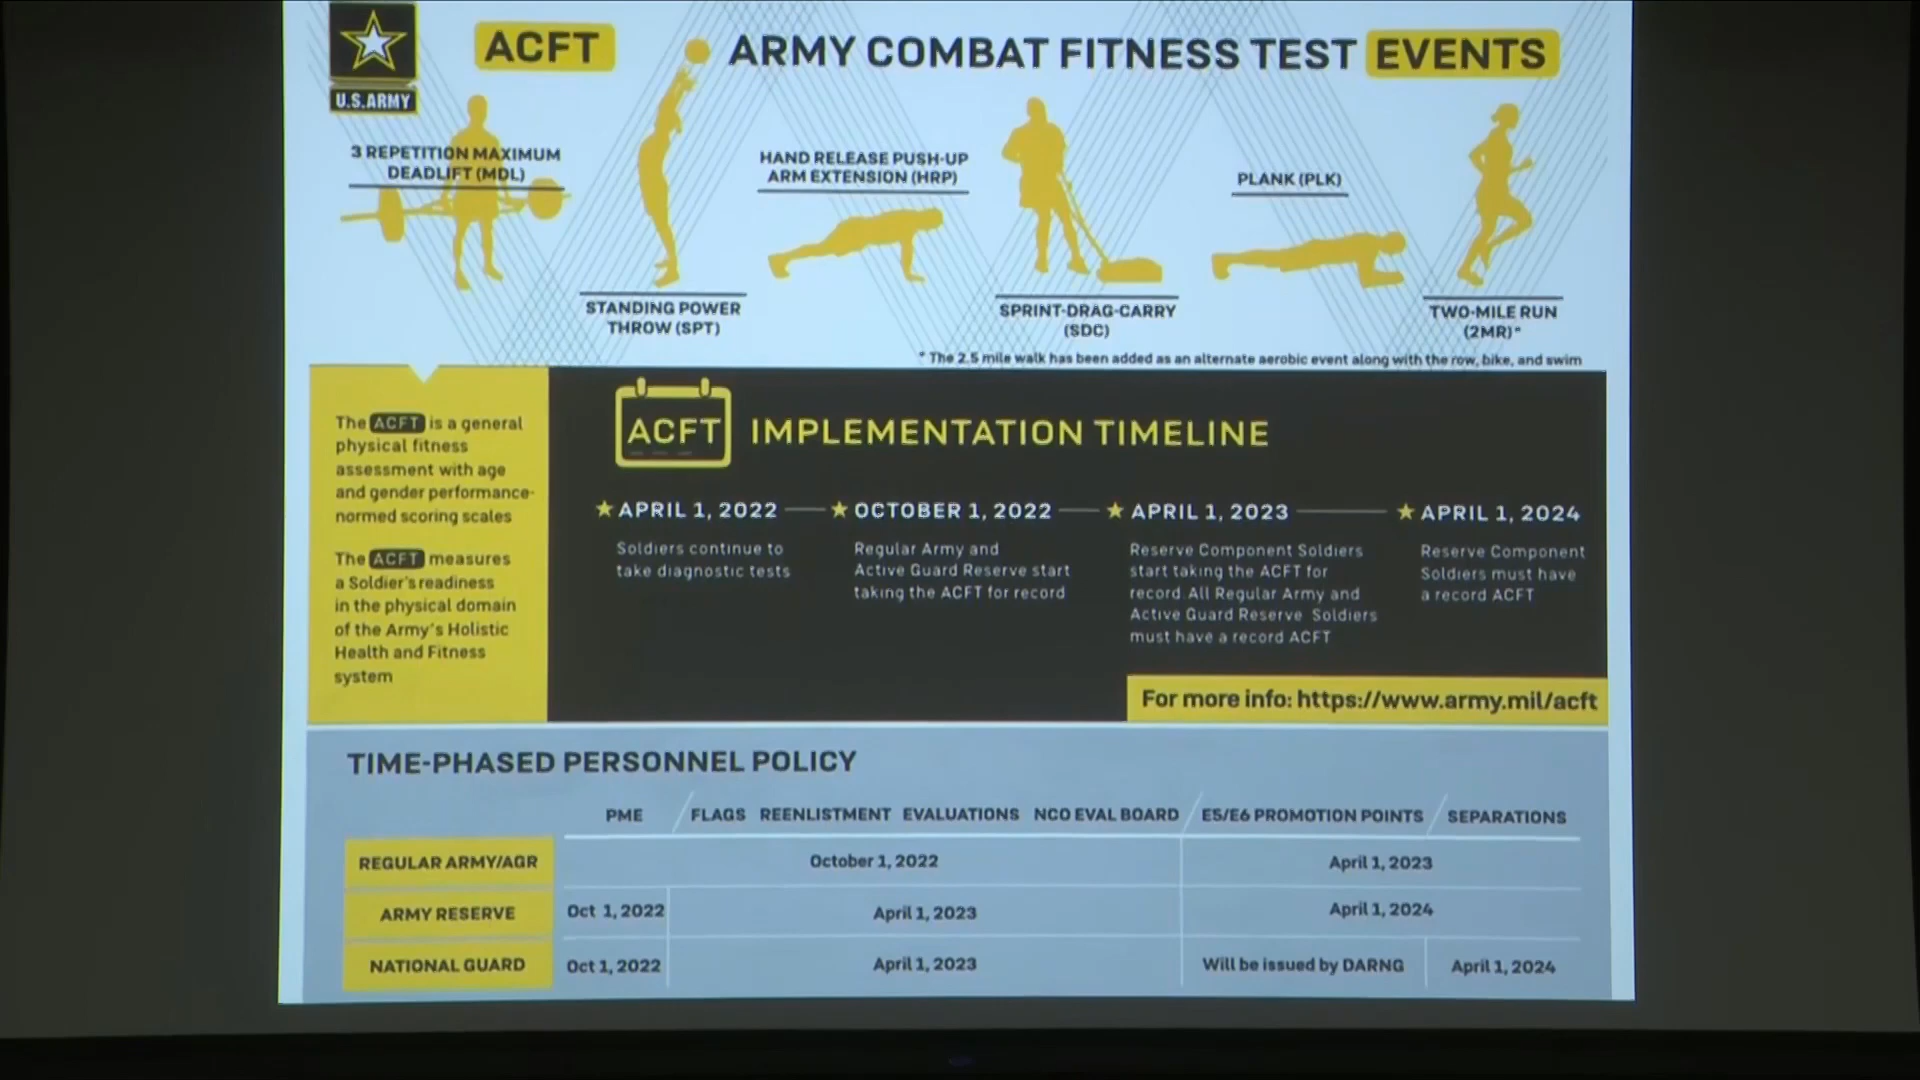 U.S.ARMY
ACFT
ARMY COMBAT FITNESS TEST EVENTS
3 REPETITION MAXIMUM
DEADLIFT (MDL)
STANDING POWER
THROW (SPT)
HAND RELEASE PUSH-UP
ARM EXTENSION (HRP)
SPRINT-DRAG-CARRY
(SDC)
PLANK (PLK)
TWO-MILE RUN
(2MR)*
* The 2.5 mile walk has been added as an alternate aerobic event along with the row, bike, and swim
The ACFT is a general
physical fitness
assessment with age
and gender performance-
normed scoring scales
The ACFT measures
a Soldier's readiness
in the physical domain
of the Army's Holistic
Health and Fitness
system
ACFT IMPLEMENTATION TIMELINE
APRIL 1, 2022
Soldiers continue to
take diagnostic tests
OCTOBER 1, 2022
Regular Army and
Active Guard Reserve start
taking the ACFT for record
APRIL 1, 2023
Reserve Component Soldiers
start taking the ACFT for
record. All Regular Army and
Active Guard Reserve Soldiers
must have a record ACFT
APRIL 1, 2024
Reserve Component
Soldiers must have
a record ACFT
For more info: https://www.army.mil/acft
TIME-PHASED PERSONNEL POLICY
PME FLAGS REENLISTMENT EVALUATIONS NCO EVAL BOARD E5/E6 PROMOTION POINTS SEPARATIONS
REGULAR ARMY/AGR October 1, 2022 April 1, 2023
ARMY RESERVE Oct 1, 2022 April 1, 2023 April 1, 2024
NATIONAL GUARD Oct 1, 2022 April 1, 2023 Will be issued by DARNG April 1, 2024